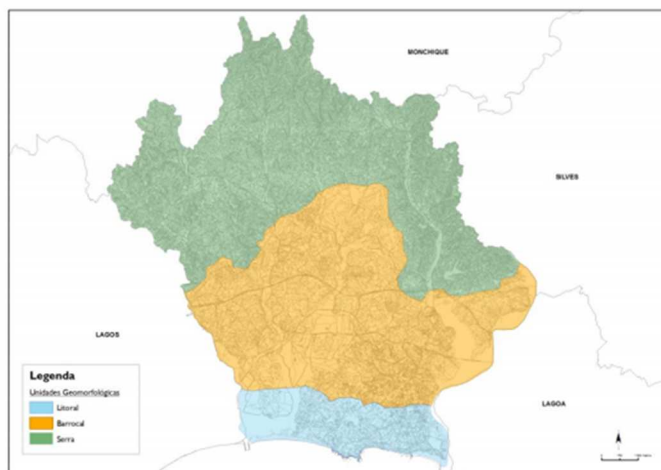 MONCHIQUE
SILVES
LAGOS
LAGOA
Legenda
Unidades Geomorfológicas
Litoral
Barrocal
Serra